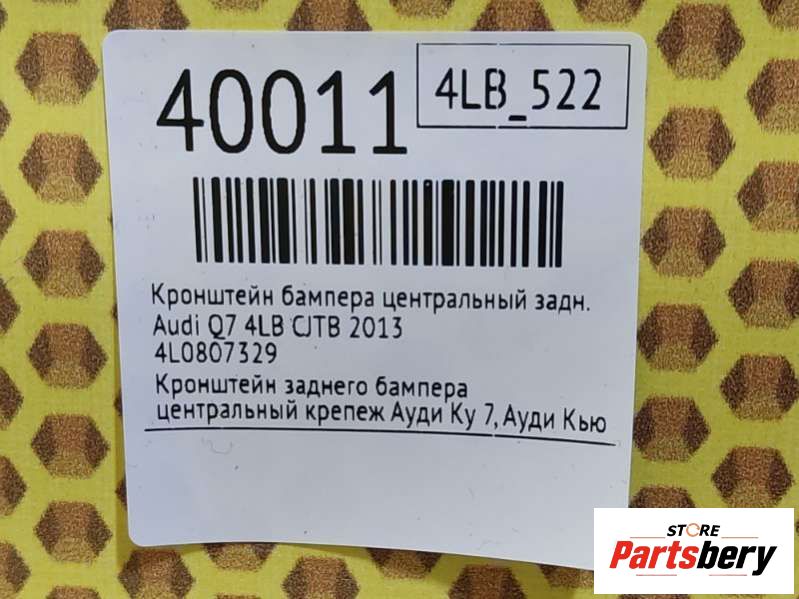 40011
4LB_522
Кронштейн бампера центральный задн.
Audi Q7 4LB CJTB 2013
4L0807329
Кронштейн заднего бампера
центральный крепеж Ауди Ку 7, Ауди Кью
STORE
Partsbery